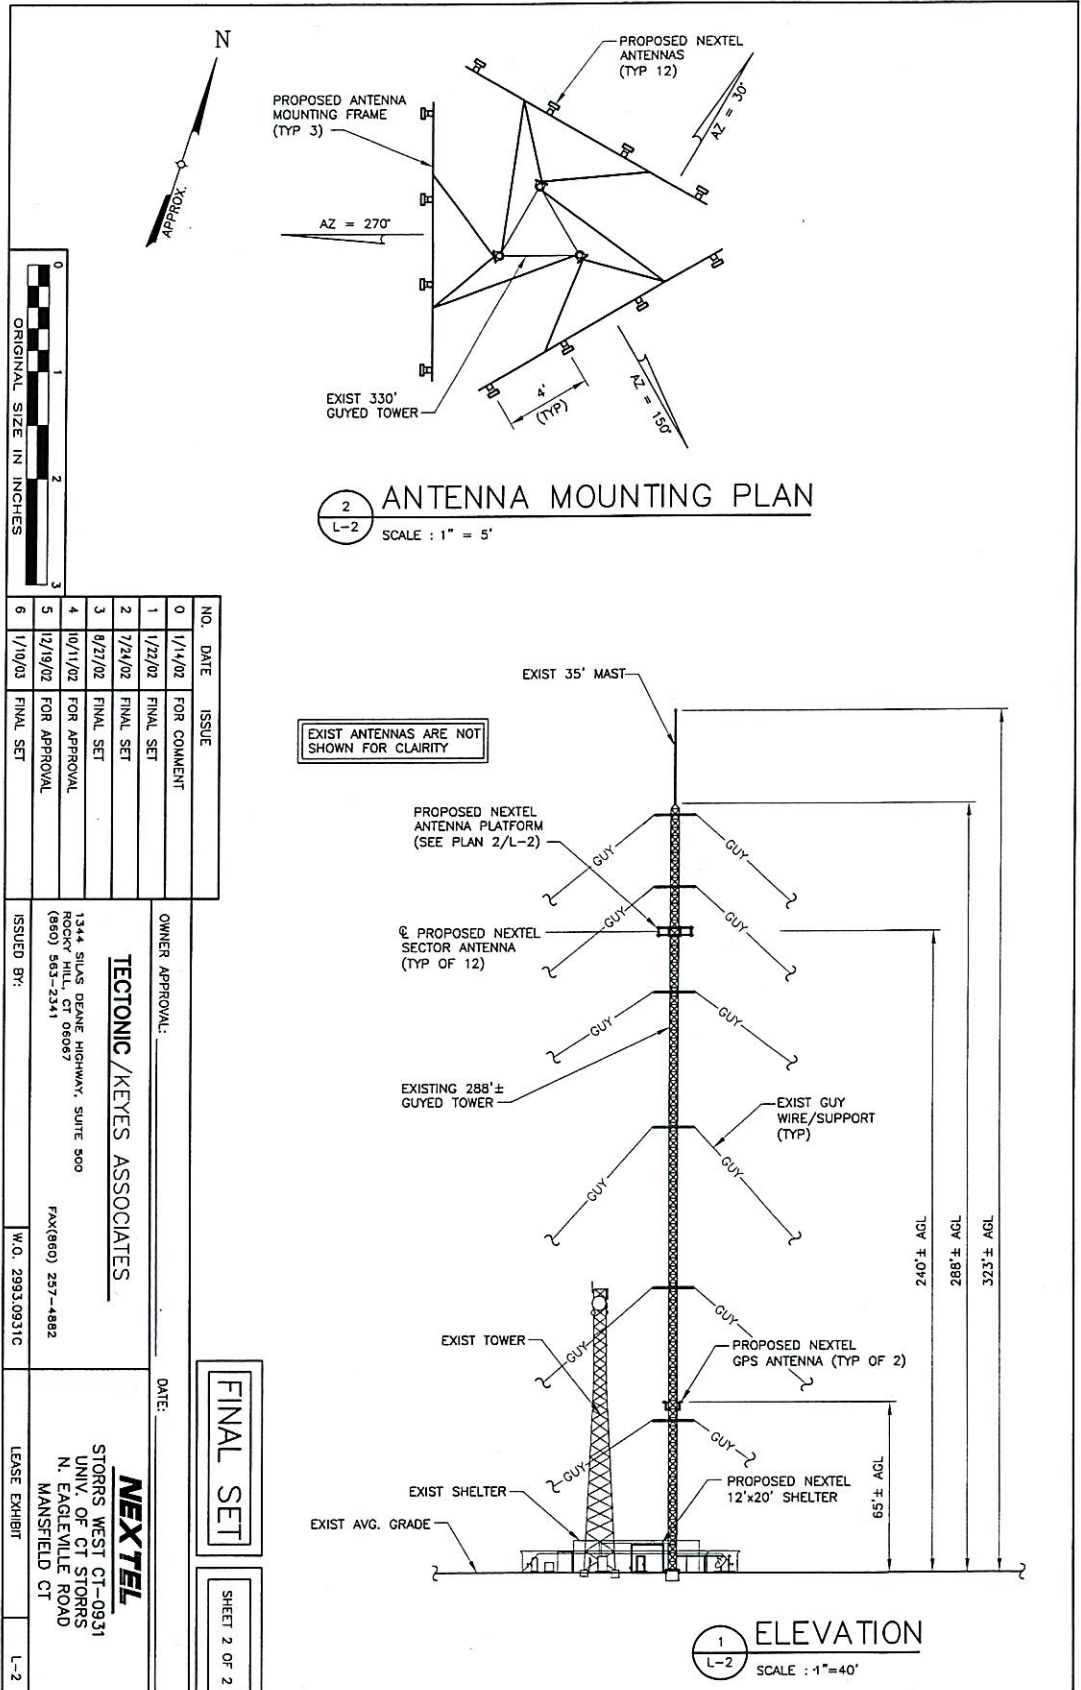 N
APPROX.
PROPOSED NEXTEL
ANTENNAS
(TYP 12)
PROPOSED ANTENNA
MOUNTING FRAME
(TYP 3)
AZ = 30°
AZ = 270°
AZ = 150°
EXIST 330'
GUYED TOWER
4'
(TYP)
2
L-2
ANTENNA MOUNTING PLAN
SCALE : 1" = 5'
0
1
2
3
ORIGINAL SIZE IN INCHES
NO. DATE ISSUE
0 1/14/02 FOR COMMENT
1 1/22/02 FINAL SET
2 7/24/02 FINAL SET
3 8/27/02 FINAL SET
4 10/11/02 FOR APPROVAL
5 12/19/02 FOR APPROVAL
6 1/10/03 FINAL SET
EXIST 35' MAST
EXIST ANTENNAS ARE NOT
SHOWN FOR CLAIRITY
PROPOSED NEXTEL
ANTENNA PLATFORM
(SEE PLAN 2/L-2)
℄ PROPOSED NEXTEL
SECTOR ANTENNA
(TYP OF 12)
EXISTING 288'±
GUYED TOWER
EXIST GUY
WIRE/SUPPORT
(TYP)
GUY
GUY
GUY
GUY
GUY
GUY
GUY
GUY
GUY
GUY
GUY
GUY
240'± AGL
288'± AGL
323'± AGL
65'± AGL
EXIST TOWER
PROPOSED NEXTEL
GPS ANTENNA (TYP OF 2)
EXIST SHELTER
PROPOSED NEXTEL
12'x20' SHELTER
EXIST AVG. GRADE
1
L-2
ELEVATION
SCALE : 1"=40'
OWNER APPROVAL:
DATE:
TECTONIC /KEYES ASSOCIATES
1344 SILAS DEANE HIGHWAY, SUITE 500
ROCKY HILL, CT 06067
(860) 563-2341
FAX(860) 257-4882
ISSUED BY:
W.O. 2993.0931C
FINAL SET
SHEET 2 OF 2
NEXTEL
STORRS WEST CT-0931
UNIV. OF CT STORRS
N. EAGLEVILLE ROAD
MANSFIELD CT
LEASE EXHIBIT
L-2